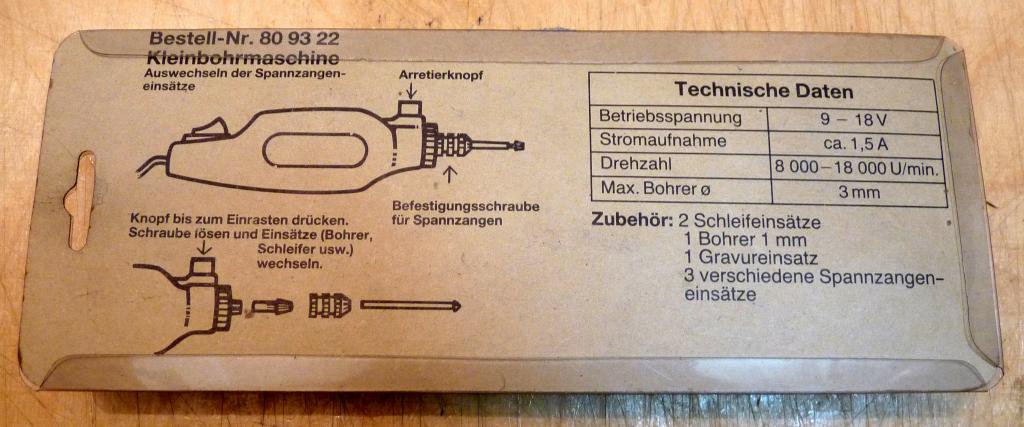 Bestell-Nr. 80 93 22
Kleinbohrmaschine
Auswechseln der Spannzangen-
einsätze
Arretierknopf
Befestigungsschraube
für Spannzangen
Knopf bis zum Einrasten drücken.
Schraube lösen und Einsätze (Bohrer,
Schleifer usw.)
wechseln.
Technische Daten
Betriebsspannung 9 – 18 V
Stromaufnahme ca. 1,5 A
Drehzahl 8 000 – 18 000 U/min.
Max. Bohrer ø 3 mm
Zubehör: 2 Schleifeinsätze
1 Bohrer 1 mm
1 Gravureinsatz
3 verschiedene Spannzangen-
einsätze